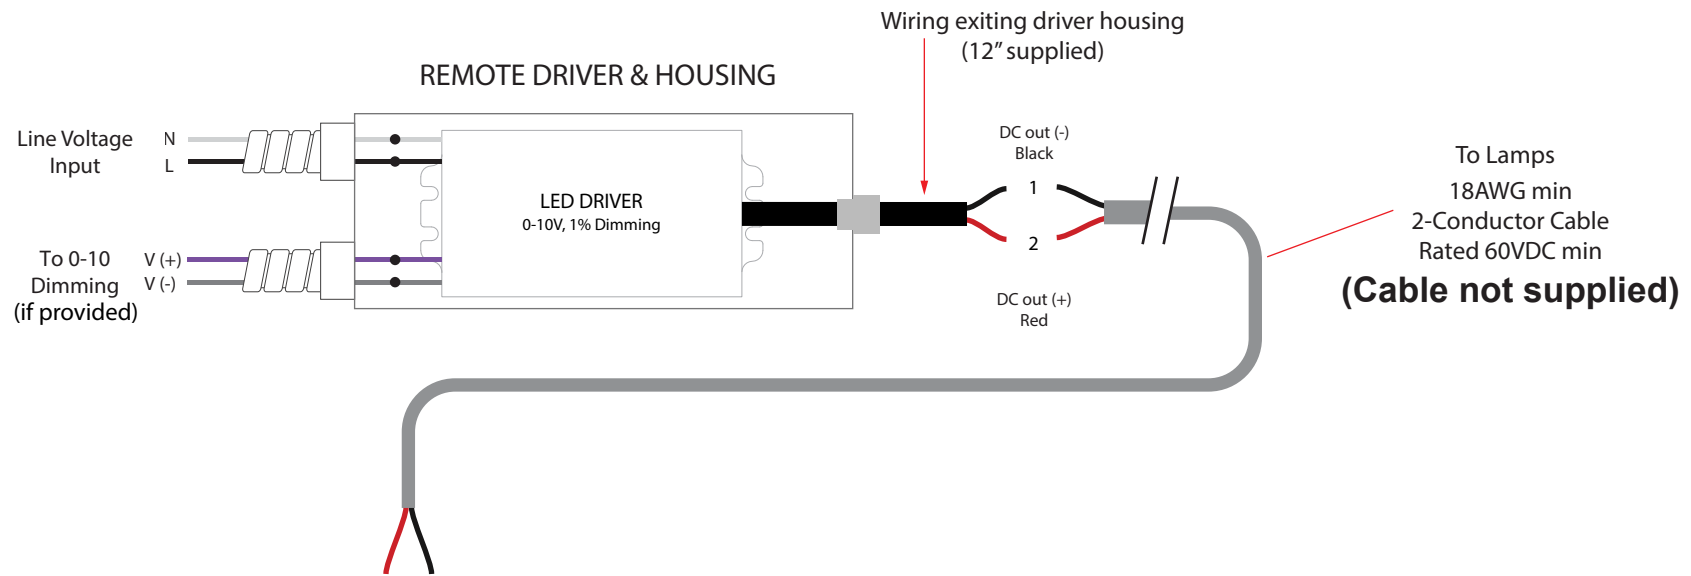 Wiring exiting driver housing
(12” supplied)
REMOTE DRIVER & HOUSING
Line Voltage
Input
N
L
To 0-10
Dimming
(if provided)
V (+)
V (-)
LED DRIVER
0-10V, 1% Dimming
DC out (-)
Black
1
2
DC out (+)
Red
To Lamps
18AWG min
2-Conductor Cable
Rated 60VDC min
(Cable not supplied)